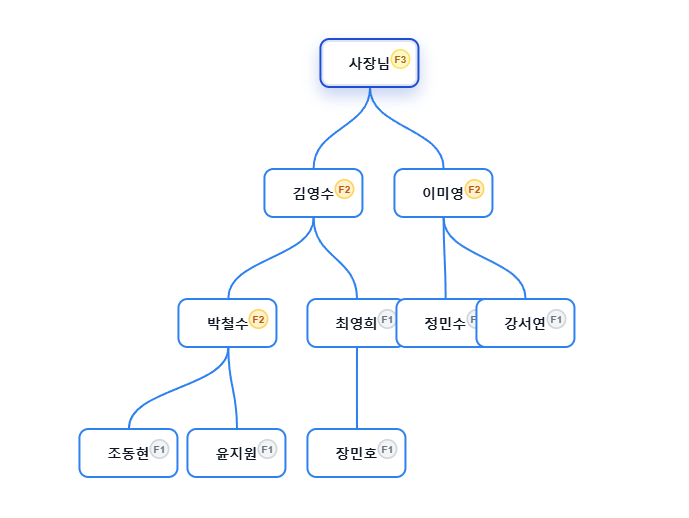 사장님 F3
김영수 F2
이미영 F2
박철수 F2
최영희 F1
정민수
강서연 F1
조동현 F1
윤지원 F1
장민호 F1